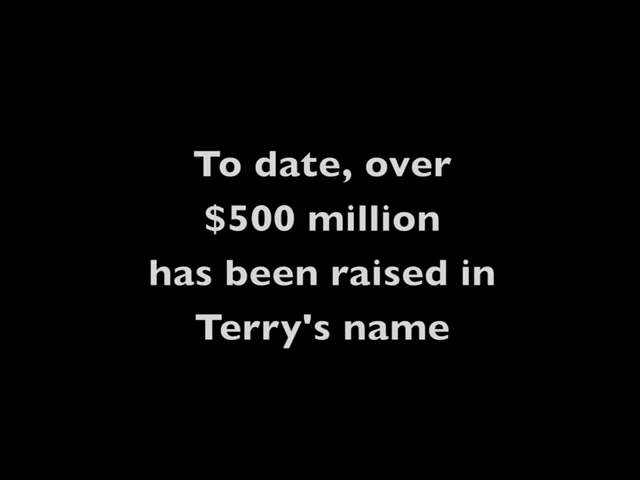 To date, over
$500 million
has been raised in
Terry's name